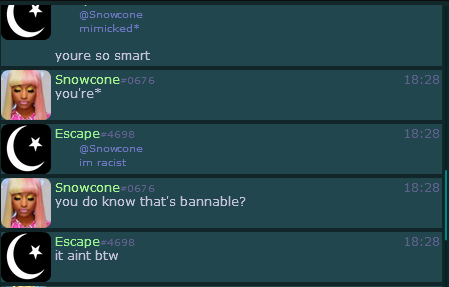 @Snowcone
mimicked*
youre so smart
Snowcone#0676 18:28
you're*
Escape#4698 18:28
@Snowcone
im racist
Snowcone#0676 18:28
you do know that's bannable?
Escape#4698 18:28
it aint btw